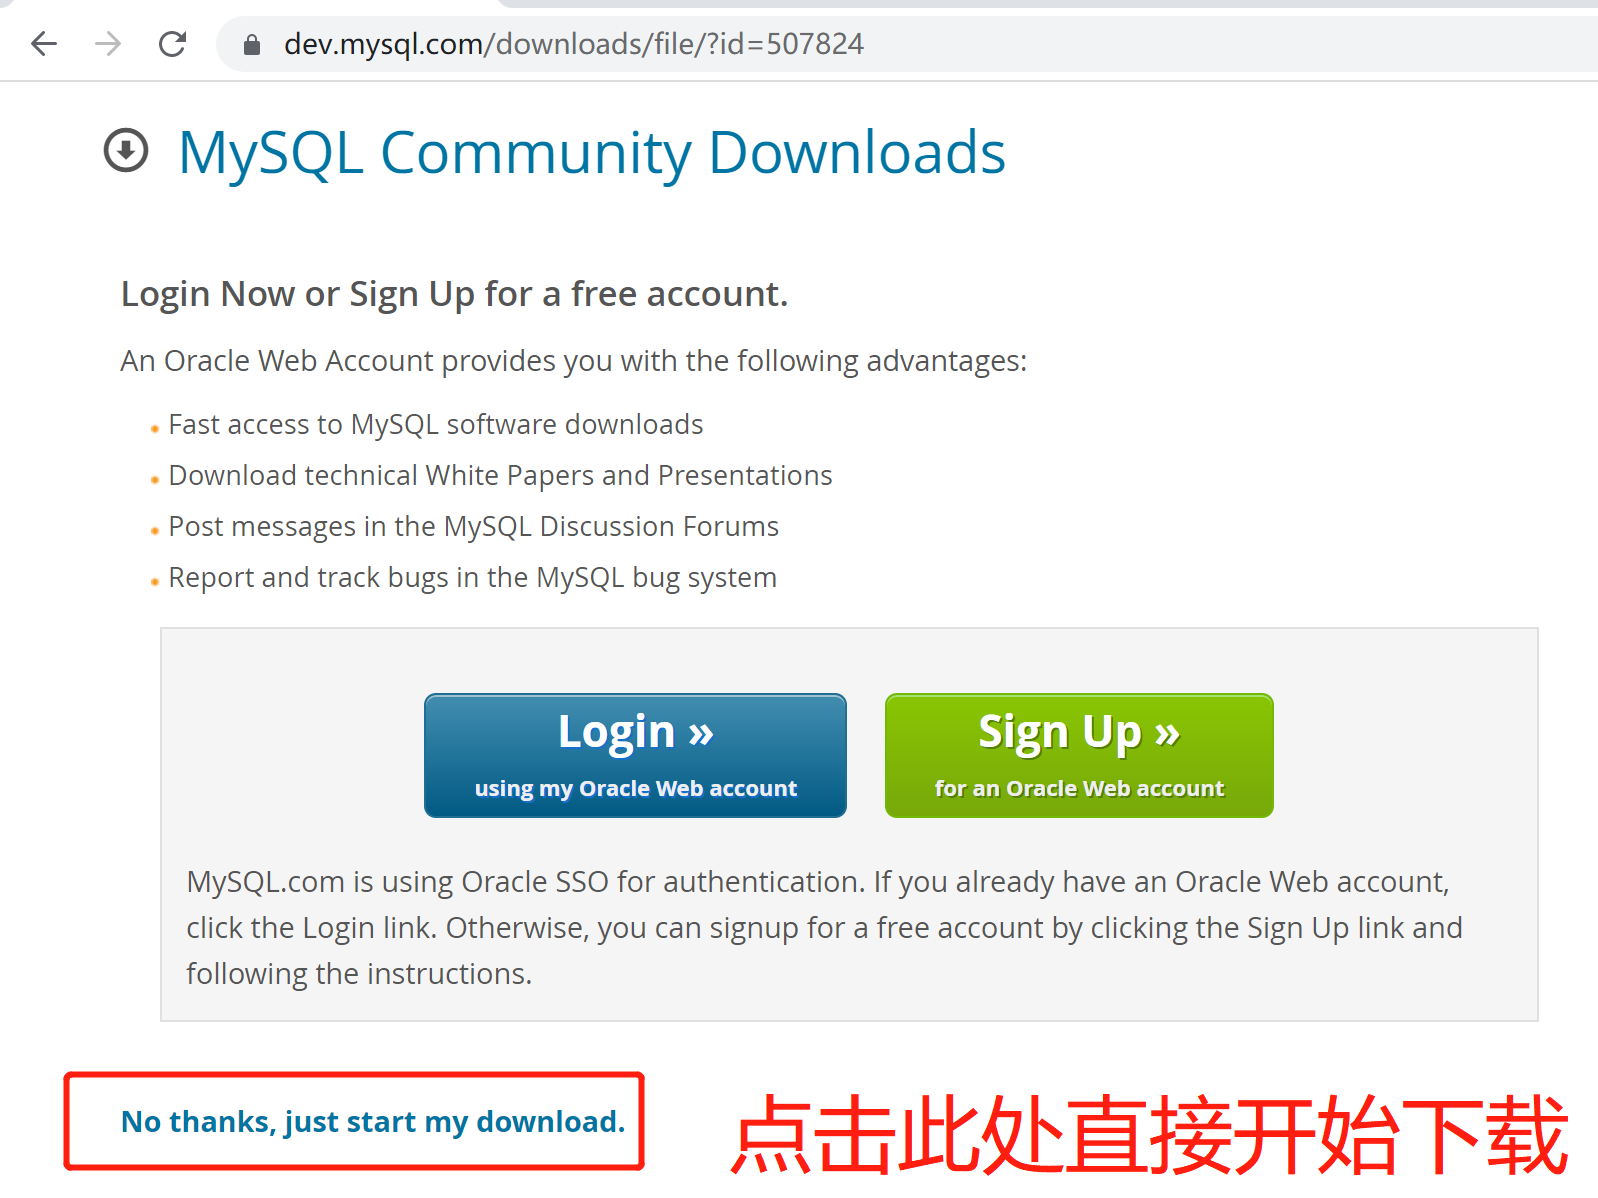 dev.mysql.com/downloads/file/?id=507824
MySQL Community Downloads
Login Now or Sign Up for a free account.
An Oracle Web Account provides you with the following advantages:
Fast access to MySQL software downloads
Download technical White Papers and Presentations
Post messages in the MySQL Discussion Forums
Report and track bugs in the MySQL bug system
Login »
using my Oracle Web account
Sign Up »
for an Oracle Web account
MySQL.com is using Oracle SSO for authentication. If you already have an Oracle Web account,
click the Login link. Otherwise, you can signup for a free account by clicking the Sign Up link and
following the instructions.
No thanks, just start my download.
点击此处直接开始下载